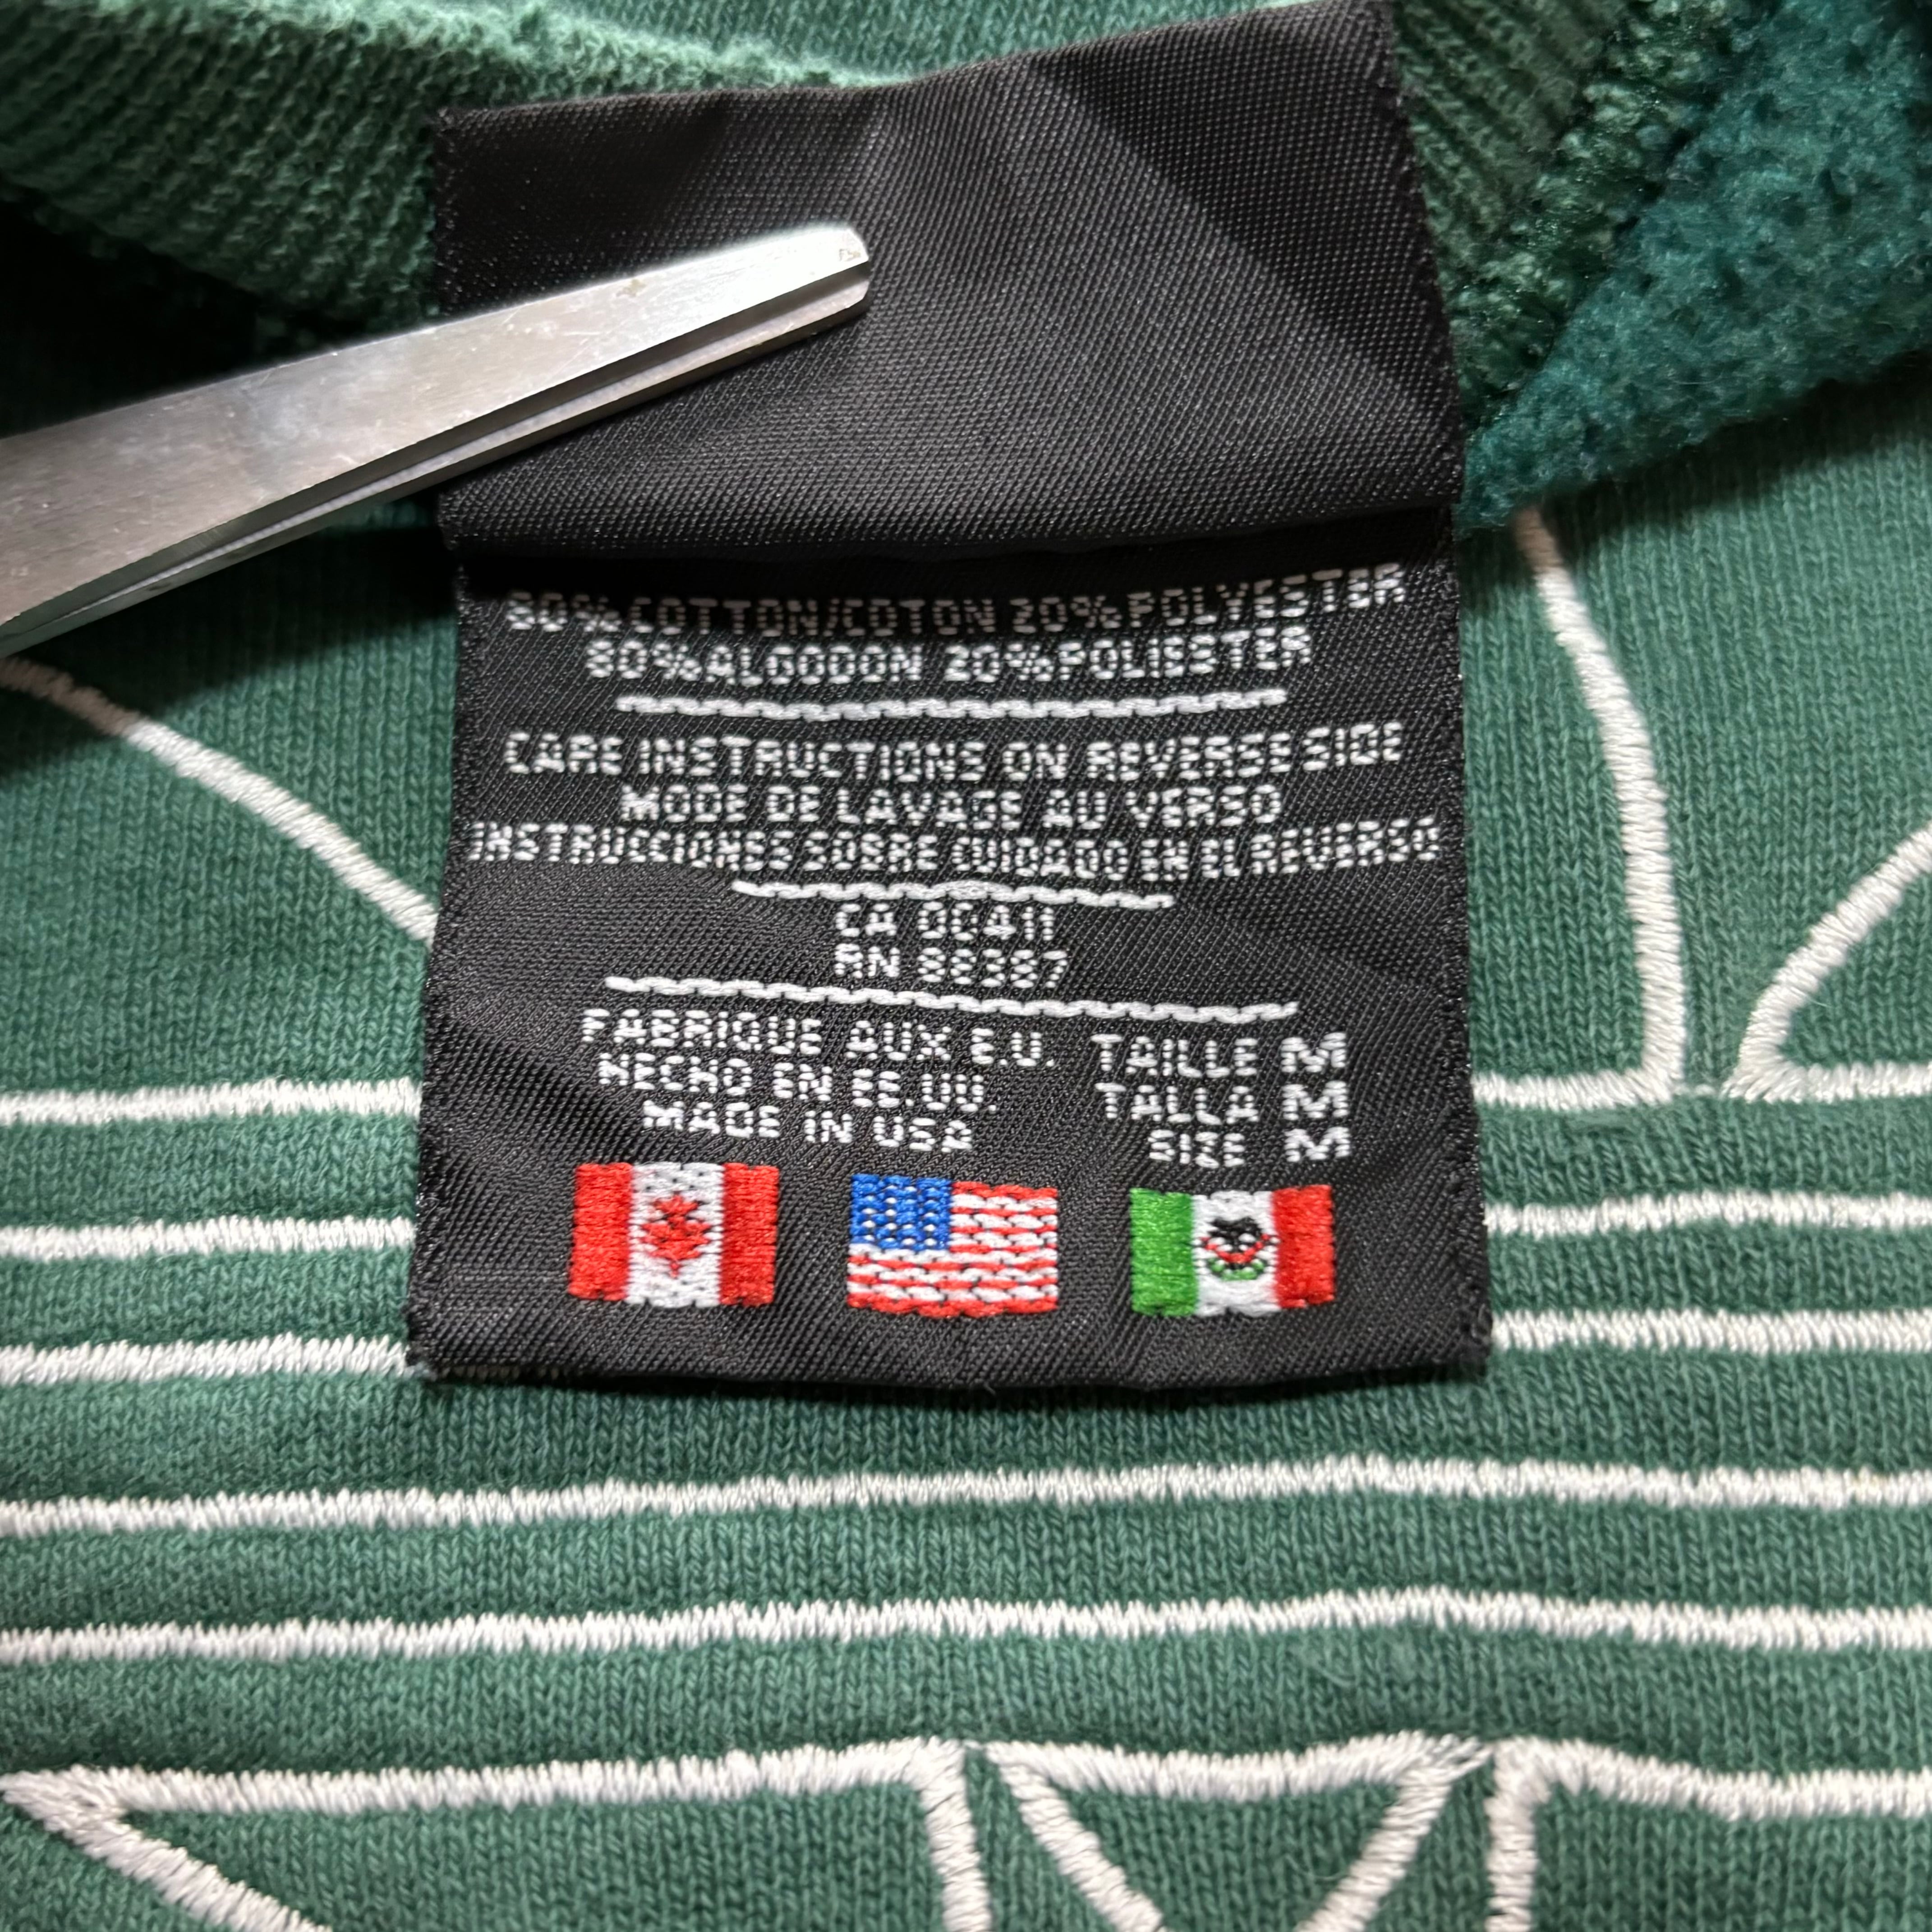 80% COTTON/COTON 20% POLYESTER
80% ALGODON 20% POLIESTER
CARE INSTRUCTIONS ON REVERSE SIDE
MODE DE LAVAGE AU VERSO
INSTRUCCIONES SOBRE CUIDADO EN EL REVERSO
CA 00411
RN 88387
FABRIQUE AUX E.U. TAILLE M
HECHO EN EE.UU. TALLA M
MADE IN USA SIZE M